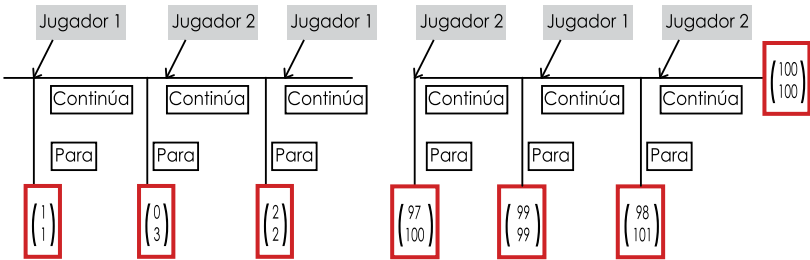 Jugador 1 Jugador 2 Jugador 1 Jugador 2 Jugador 1 Jugador 2
Continúa Continúa Continúa Continúa Continúa Continúa
100
100
Para Para Para Para Para Para
1 0 2 97 99 98
1 3 2 100 99 101